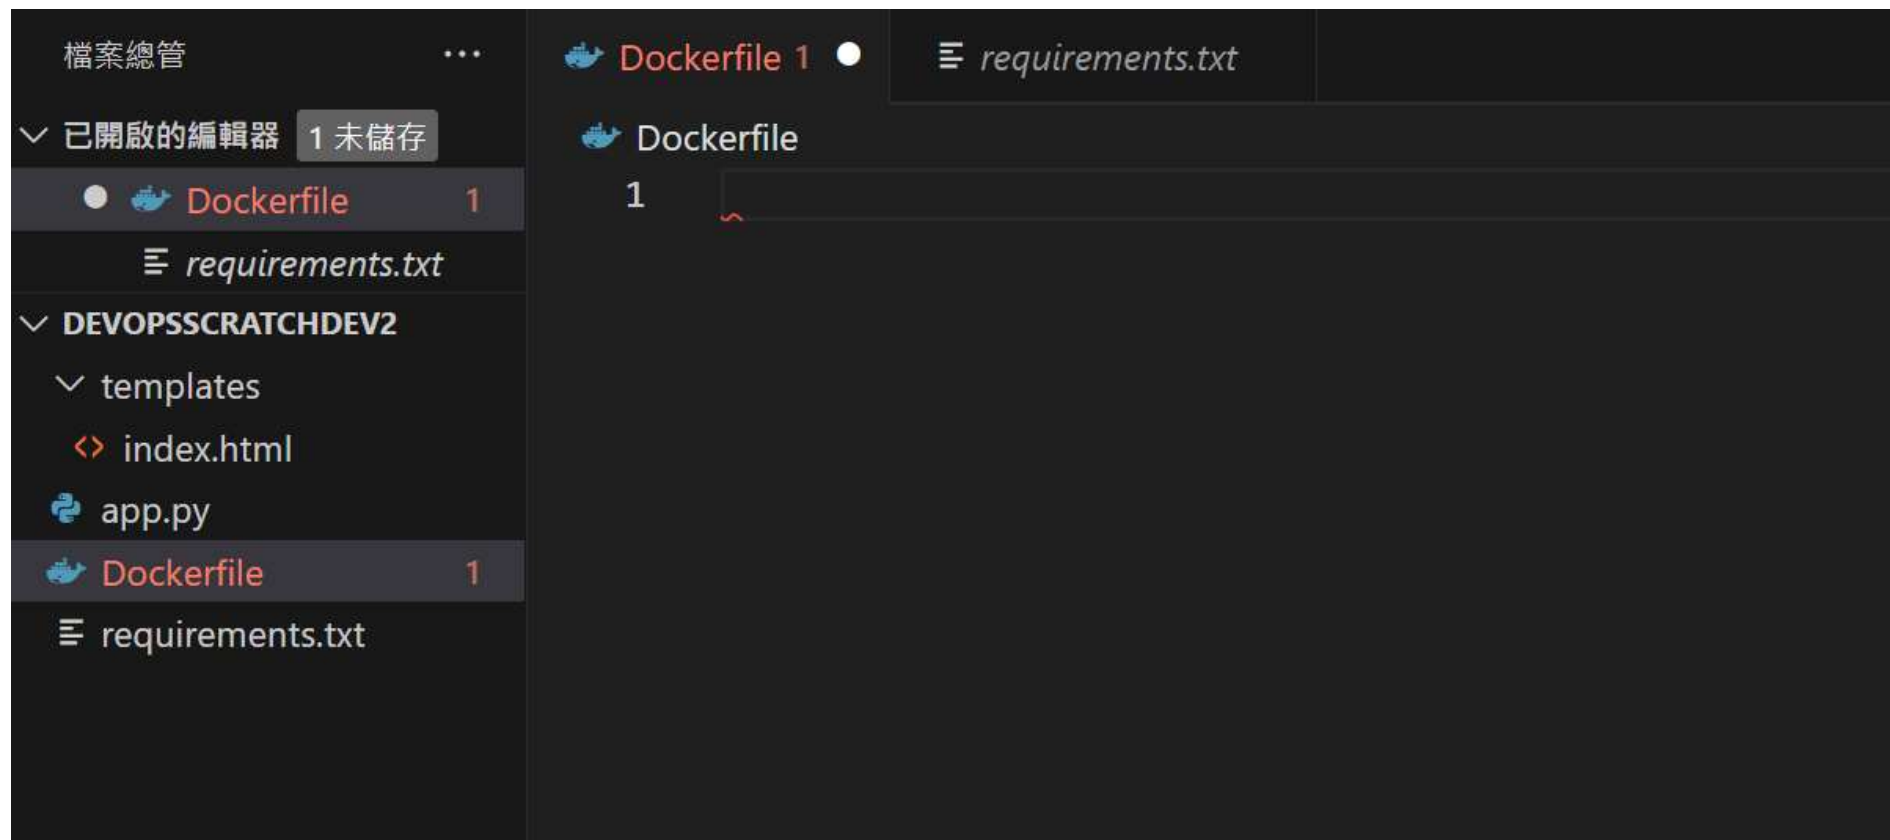 檔案總管 ···
已開啟的編輯器 1 未儲存
Dockerfile 1
requirements.txt
DEVOPSSCRATCHDEV2
templates
index.html
app.py
Dockerfile 1
requirements.txt
Dockerfile 1 requirements.txt
Dockerfile
1